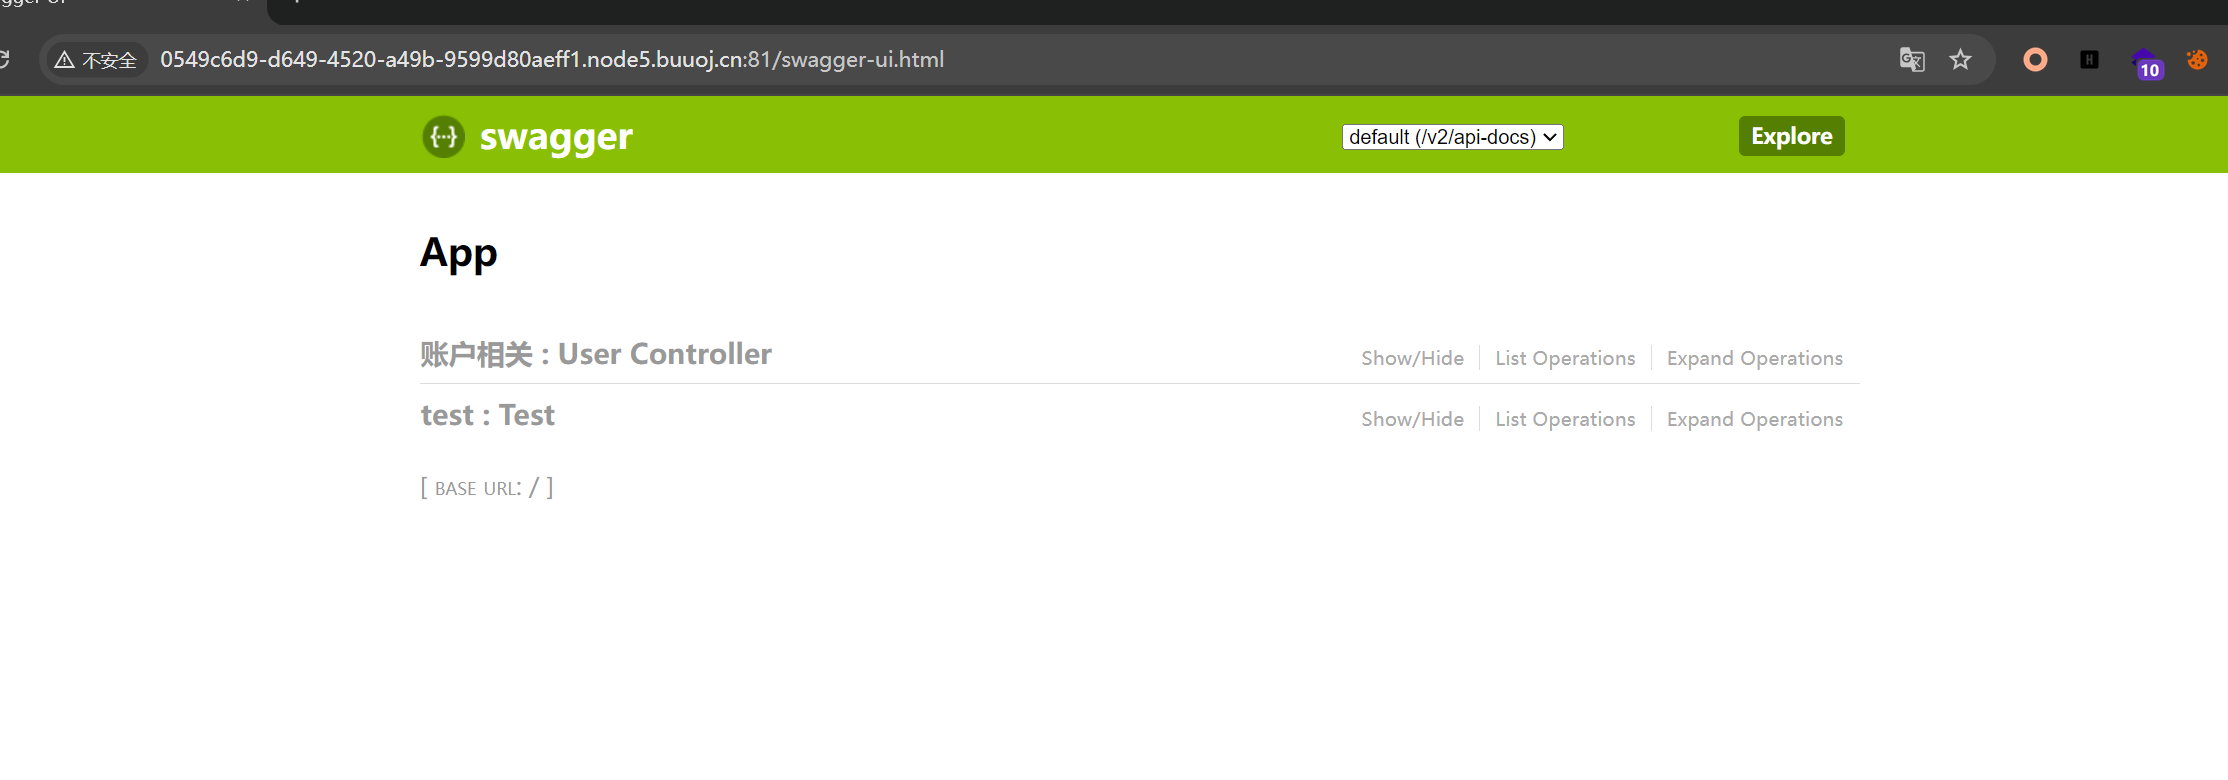 不安全 0549c6d9-d649-4520-a49b-9599d80aeff1.node5.buuoj.cn:81/swagger-ui.html
10
{···} swagger default (/v2/api-docs) Explore
App
账户相关 : User Controller Show/Hide List Operations Expand Operations
test : Test Show/Hide List Operations Expand Operations
[ BASE URL: / ]